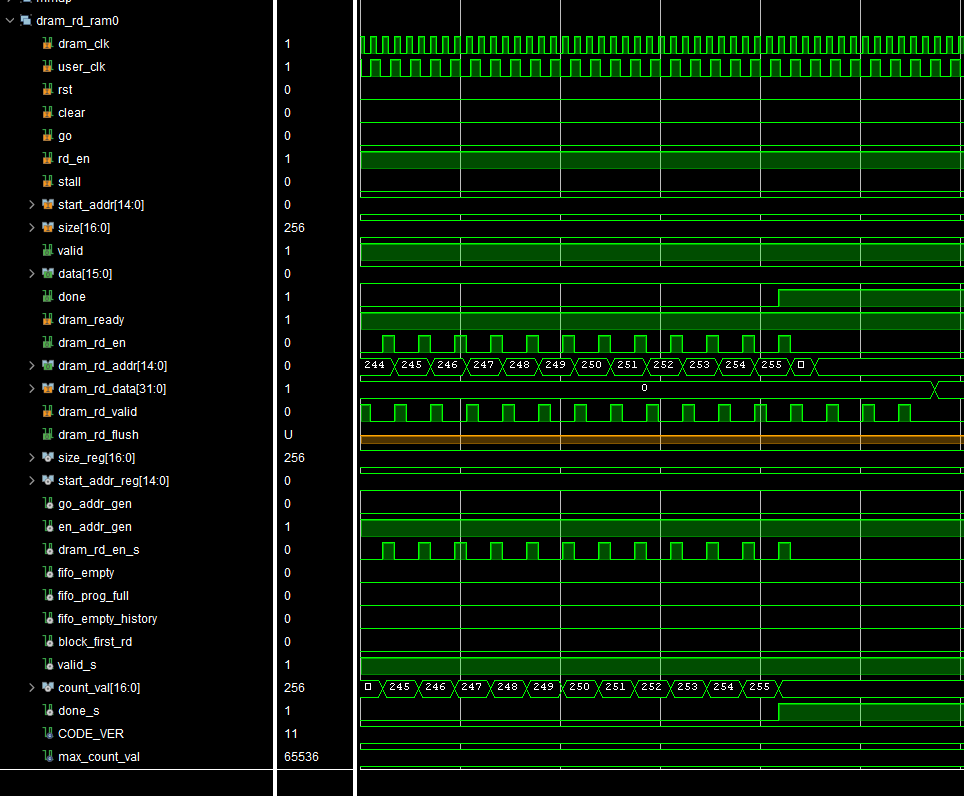 dram_rd_ram0
dram_clk 1
user_clk 1
rst 0
clear 0
go 0
rd_en 1
stall 0
start_addr[14:0] 0
size[16:0] 256
valid 1
data[15:0] 0
done 1
dram_ready 1
dram_rd_en 0
dram_rd_addr[14:0] 0 244 245 246 247 248 249 250 251 252 253 254 255
dram_rd_data[31:0] 1 0
dram_rd_valid 0
dram_rd_flush U
size_reg[16:0] 256
start_addr_reg[14:0] 0
go_addr_gen 0
en_addr_gen 1
dram_rd_en_s 0
fifo_empty 0
fifo_prog_full 0
fifo_empty_history 0
block_first_rd 0
valid_s 1
count_val[16:0] 256 245 246 247 248 249 250 251 252 253 254 255
done_s 1
CODE_VER 11
max_count_val 65536